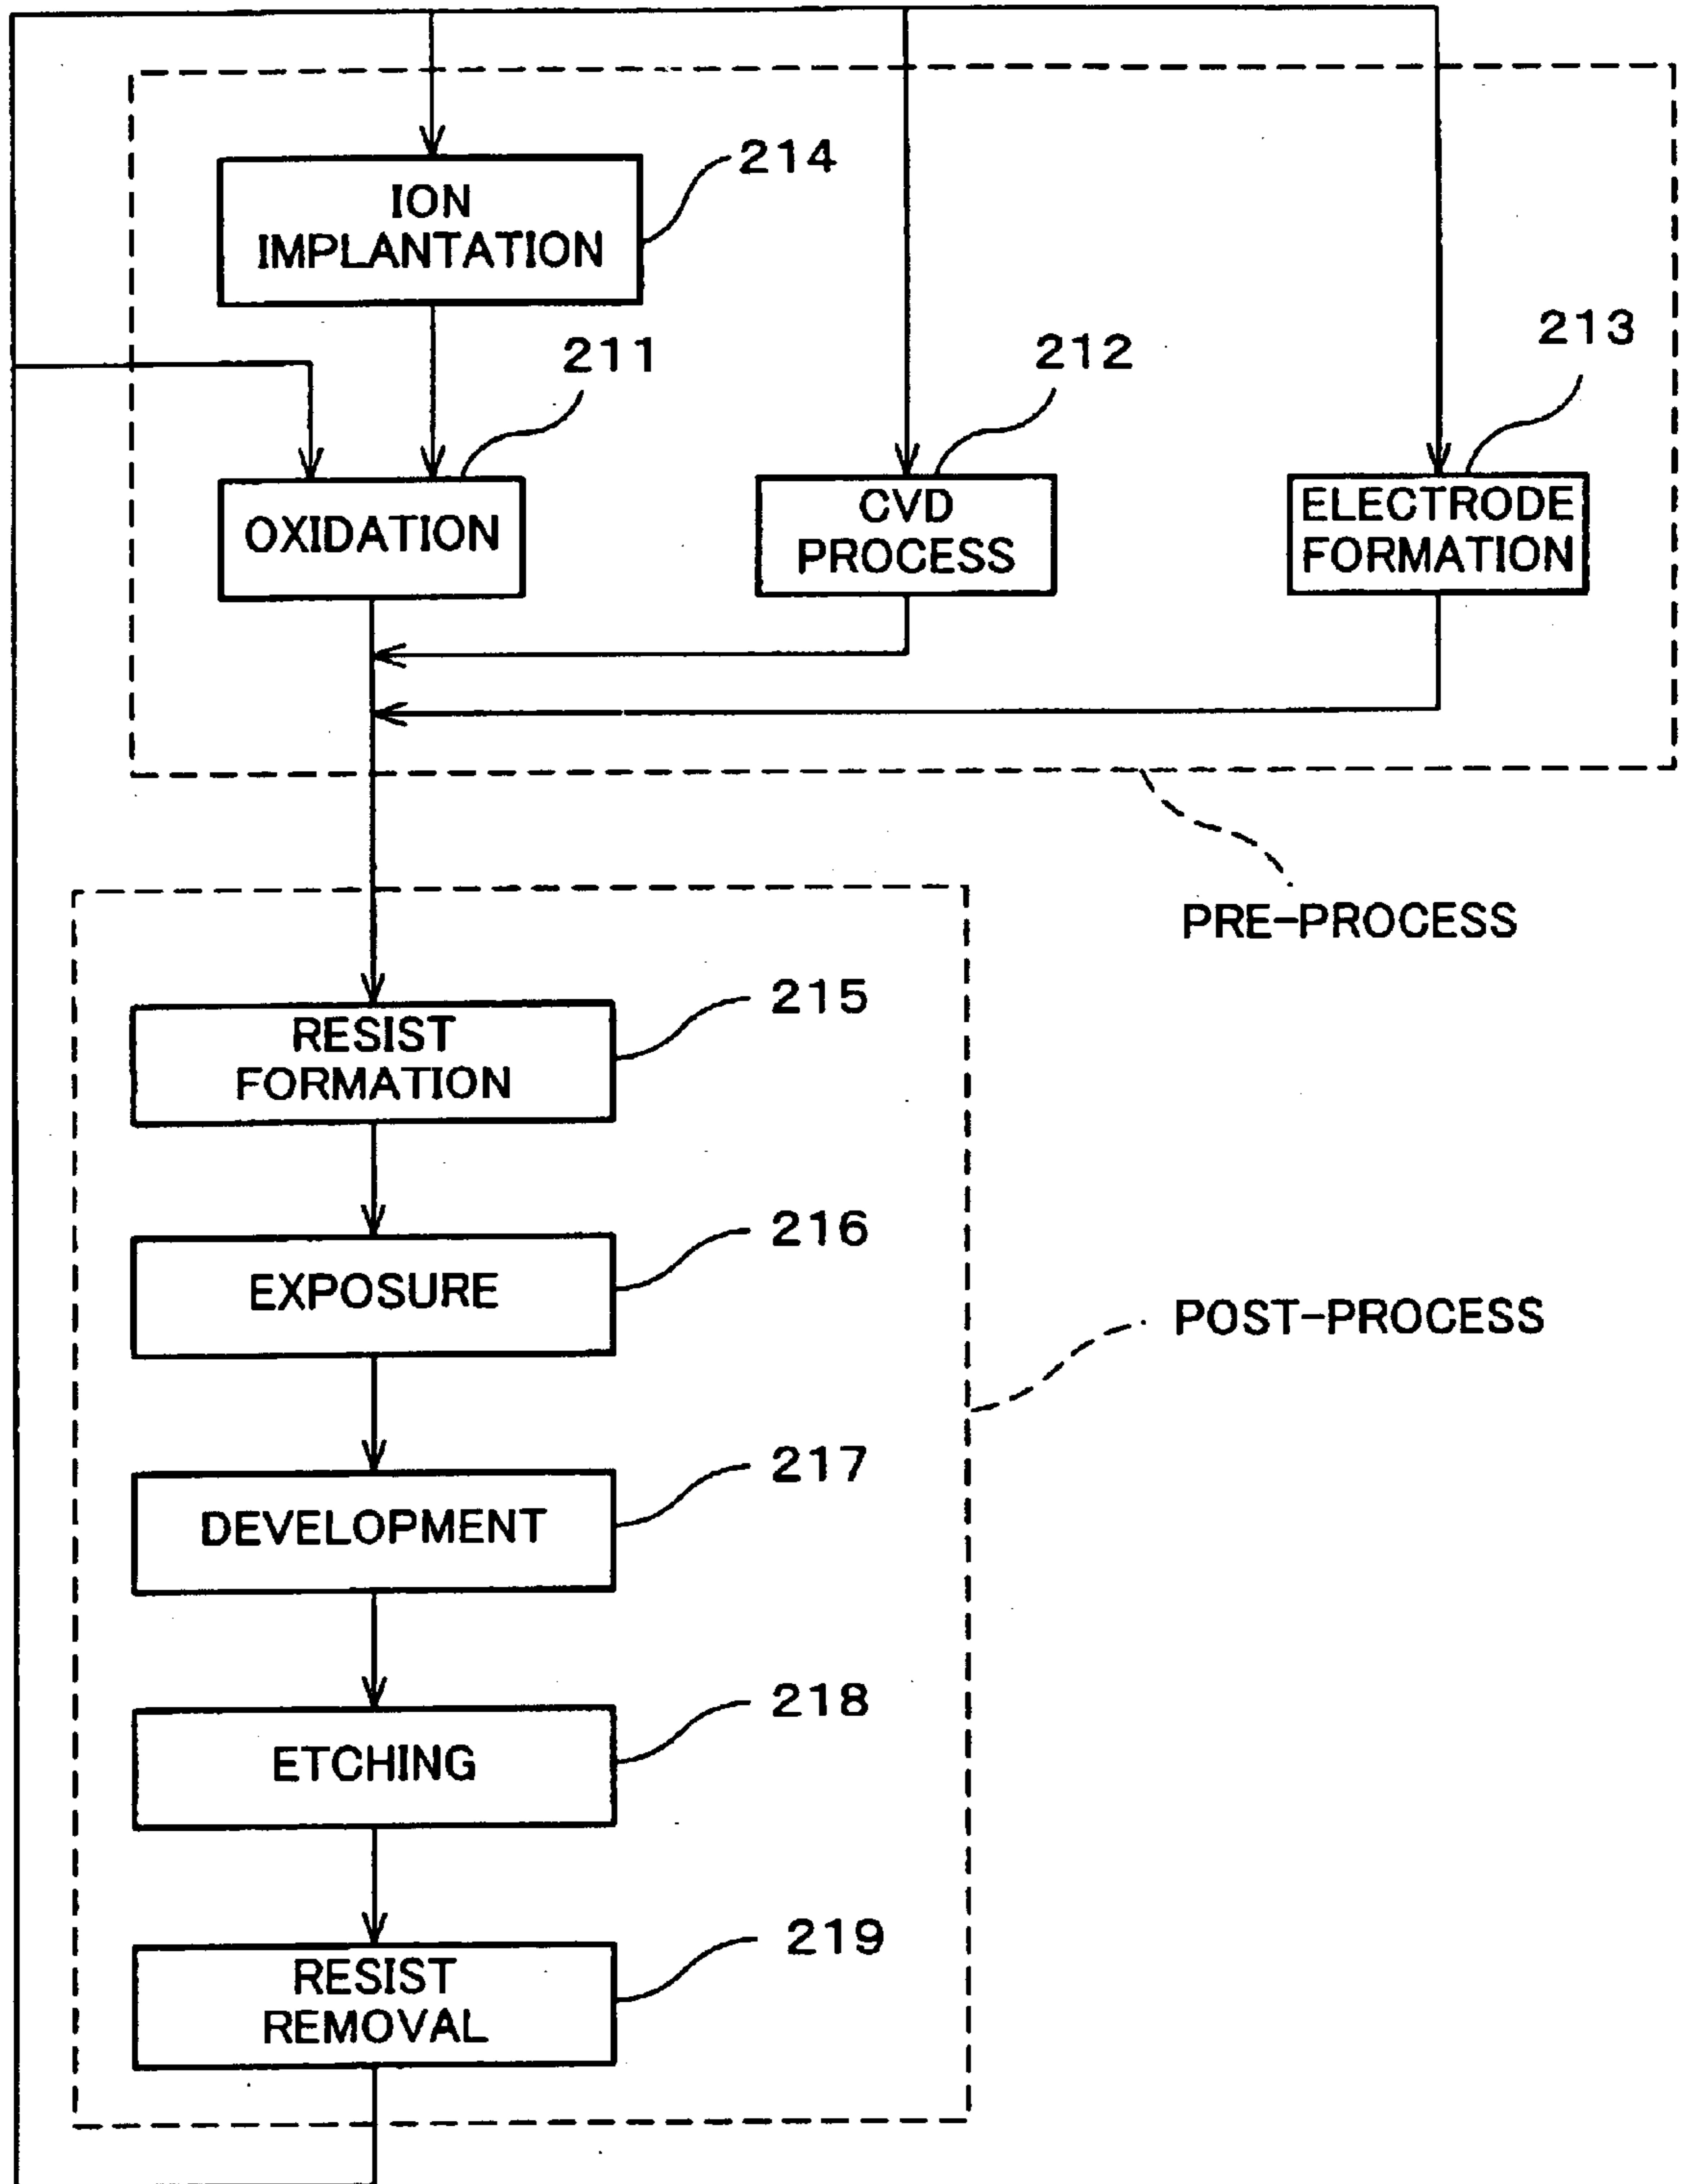 214
ION
IMPLANTATION
213
211
212
OXIDATION
CVD
PROCESS
ELECTRODE
FORMATION
PRE-PROCESS
215
RESIST
FORMATION
216
EXPOSURE
POST-PROCESS
217
DEVELOPMENT
218
ETCHING
219
RESIST
REMOVAL